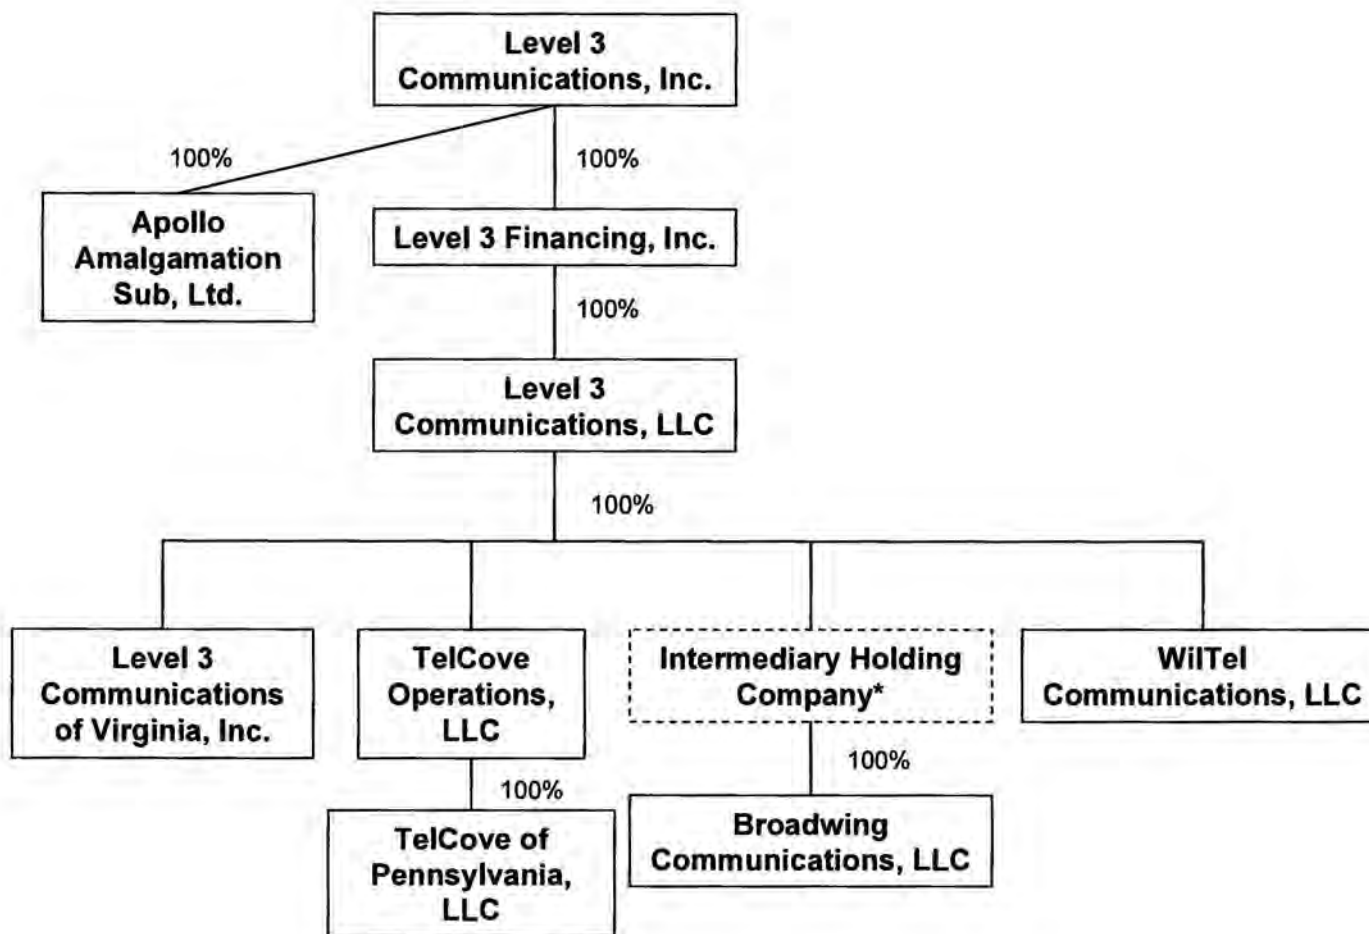 Level 3
Communications, Inc.
100%
100%
Apollo
Amalgamation
Sub, Ltd.
Level 3 Financing, Inc.
100%
Level 3
Communications, LLC
100%
Level 3
Communications
of Virginia, Inc.
TelCove
Operations,
LLC
Intermediary Holding
Company*
WilTel
Communications, LLC
100%
100%
TelCove of
Pennsylvania,
LLC
Broadwing
Communications, LLC